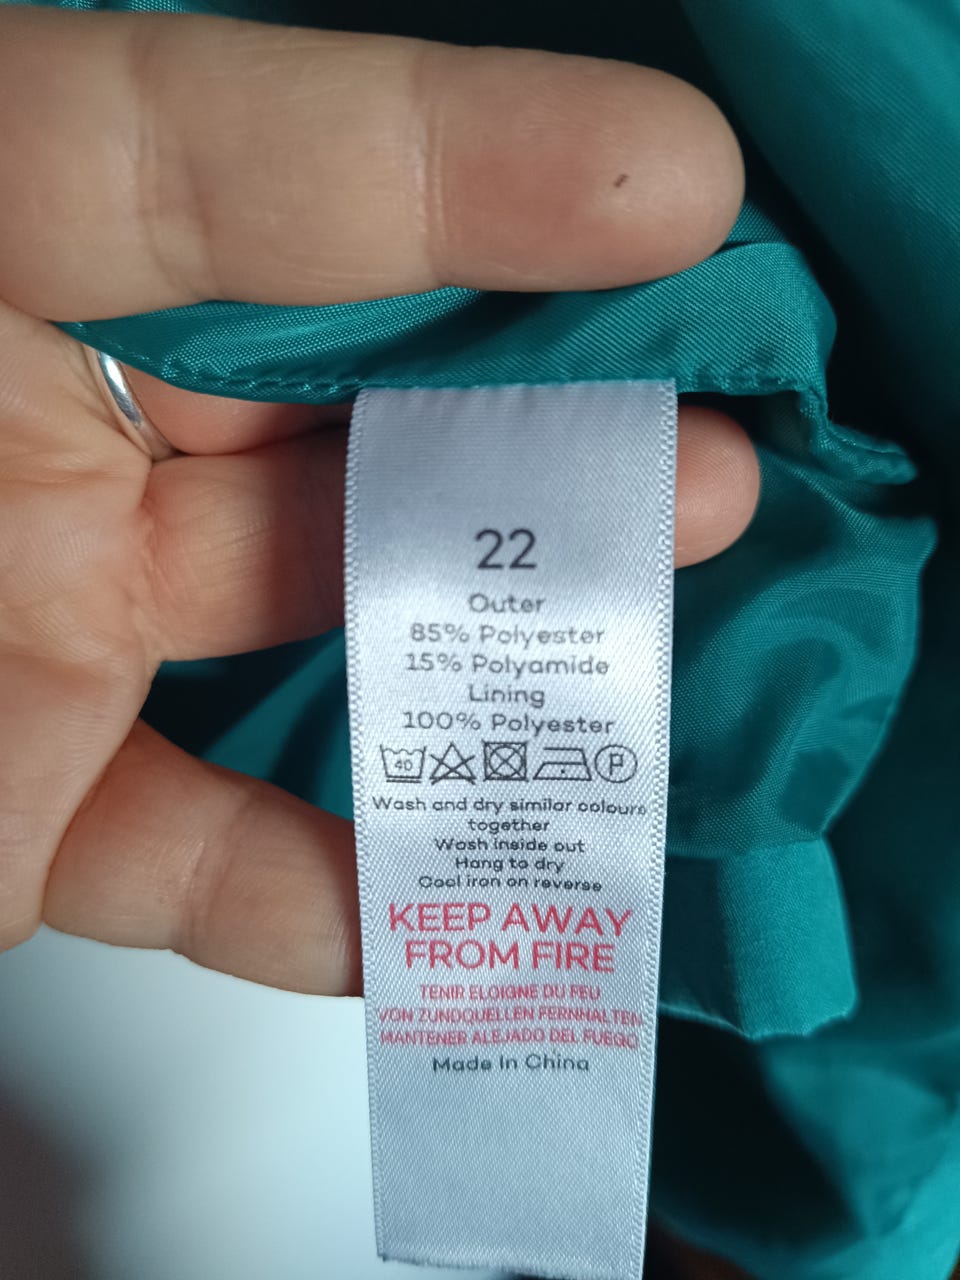 22
Outer
85% Polyester
15% Polyamide
Lining
100% Polyester
40 P
Wash and dry similar colours
together
Wash inside out
Hang to dry
Cool iron on reverse
KEEP AWAY
FROM FIRE
TENIR ELOIGNE DU FEU
VON ZUNDQUELLEN FERNHALTEN
MANTENER ALEJADO DEL FUEGO
Made In China